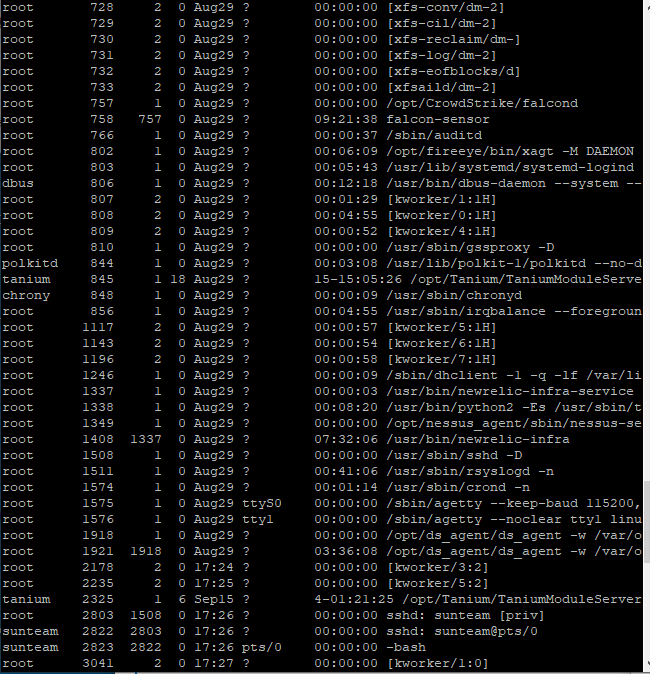 root 728 2 0 Aug29 ? 00:00:00 [xfs-conv/dm-2]
root 729 2 0 Aug29 ? 00:00:00 [xfs-cil/dm-2]
root 730 2 0 Aug29 ? 00:00:00 [xfs-reclaim/dm-]
root 731 2 0 Aug29 ? 00:00:00 [xfs-log/dm-2]
root 732 2 0 Aug29 ? 00:00:00 [xfs-eofblocks/d]
root 733 2 0 Aug29 ? 00:00:00 [xfsaild/dm-2]
root 757 1 0 Aug29 ? 00:00:00 /opt/CrowdStrike/falcond
root 758 757 0 Aug29 ? 09:21:38 falcon-sensor
root 766 1 0 Aug29 ? 00:00:37 /sbin/auditd
root 802 1 0 Aug29 ? 00:06:09 /opt/fireeye/bin/xagt -M DAEMON
root 803 1 0 Aug29 ? 00:05:43 /usr/lib/systemd/systemd-logind
dbus 806 1 0 Aug29 ? 00:12:18 /usr/bin/dbus-daemon --system --
root 807 2 0 Aug29 ? 00:01:29 [kworker/1:1H]
root 808 2 0 Aug29 ? 00:04:55 [kworker/0:1H]
root 809 2 0 Aug29 ? 00:00:52 [kworker/4:1H]
root 810 1 0 Aug29 ? 00:00:00 /usr/sbin/gssproxy -D
polkitd 844 1 0 Aug29 ? 00:03:08 /usr/lib/polkit-1/polkitd --no-d
tanium 845 1 18 Aug29 ? 15-15:05:26 /opt/Tanium/TaniumModuleServe
chrony 848 1 0 Aug29 ? 00:00:09 /usr/sbin/chronyd
root 856 1 0 Aug29 ? 00:04:55 /usr/sbin/irqbalance --foregroun
root 1117 2 0 Aug29 ? 00:00:57 [kworker/5:1H]
root 1143 2 0 Aug29 ? 00:00:54 [kworker/6:1H]
root 1196 2 0 Aug29 ? 00:00:58 [kworker/7:1H]
root 1246 1 0 Aug29 ? 00:00:09 /sbin/dhclient -1 -q -lf /var/li
root 1337 1 0 Aug29 ? 00:00:03 /usr/bin/newrelic-infra-service
root 1338 1 0 Aug29 ? 00:08:20 /usr/bin/python2 -Es /usr/sbin/t
root 1349 1 0 Aug29 ? 00:00:00 /opt/nessus_agent/sbin/nessus-se
root 1408 1337 0 Aug29 ? 07:32:06 /usr/bin/newrelic-infra
root 1508 1 0 Aug29 ? 00:00:00 /usr/sbin/sshd -D
root 1511 1 0 Aug29 ? 00:41:06 /usr/sbin/rsyslogd -n
root 1574 1 0 Aug29 ? 00:01:14 /usr/sbin/crond -n
root 1575 1 0 Aug29 ttyS0 00:00:00 /sbin/agetty --keep-baud 115200,
root 1576 1 0 Aug29 tty1 00:00:00 /sbin/agetty --noclear tty1 linu
root 1918 1 0 Aug29 ? 00:00:00 /opt/ds_agent/ds_agent -w /var/o
root 1921 1918 0 Aug29 ? 03:36:08 /opt/ds_agent/ds_agent -w /var/o
root 2178 2 0 17:24 ? 00:00:00 [kworker/3:2]
root 2235 2 0 17:25 ? 00:00:00 [kworker/5:2]
tanium 2325 1 6 Sep15 ? 4-01:21:25 /opt/Tanium/TaniumModuleServer
root 2803 1508 0 17:26 ? 00:00:00 sshd: sunteam [priv]
sunteam 2822 2803 0 17:26 ? 00:00:00 sshd: sunteam@pts/0
sunteam 2823 2822 0 17:26 pts/0 00:00:00 -bash
root 3041 2 0 17:27 ? 00:00:00 [kworker/1:0]